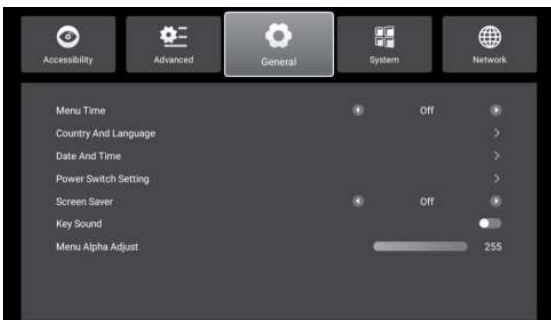 Accessibility Advanced General System Network
Menu Time Off
Country And Language
Date And Time
Power Switch Setting
Screen Saver Off
Key Sound
Menu Alpha Adjust 255